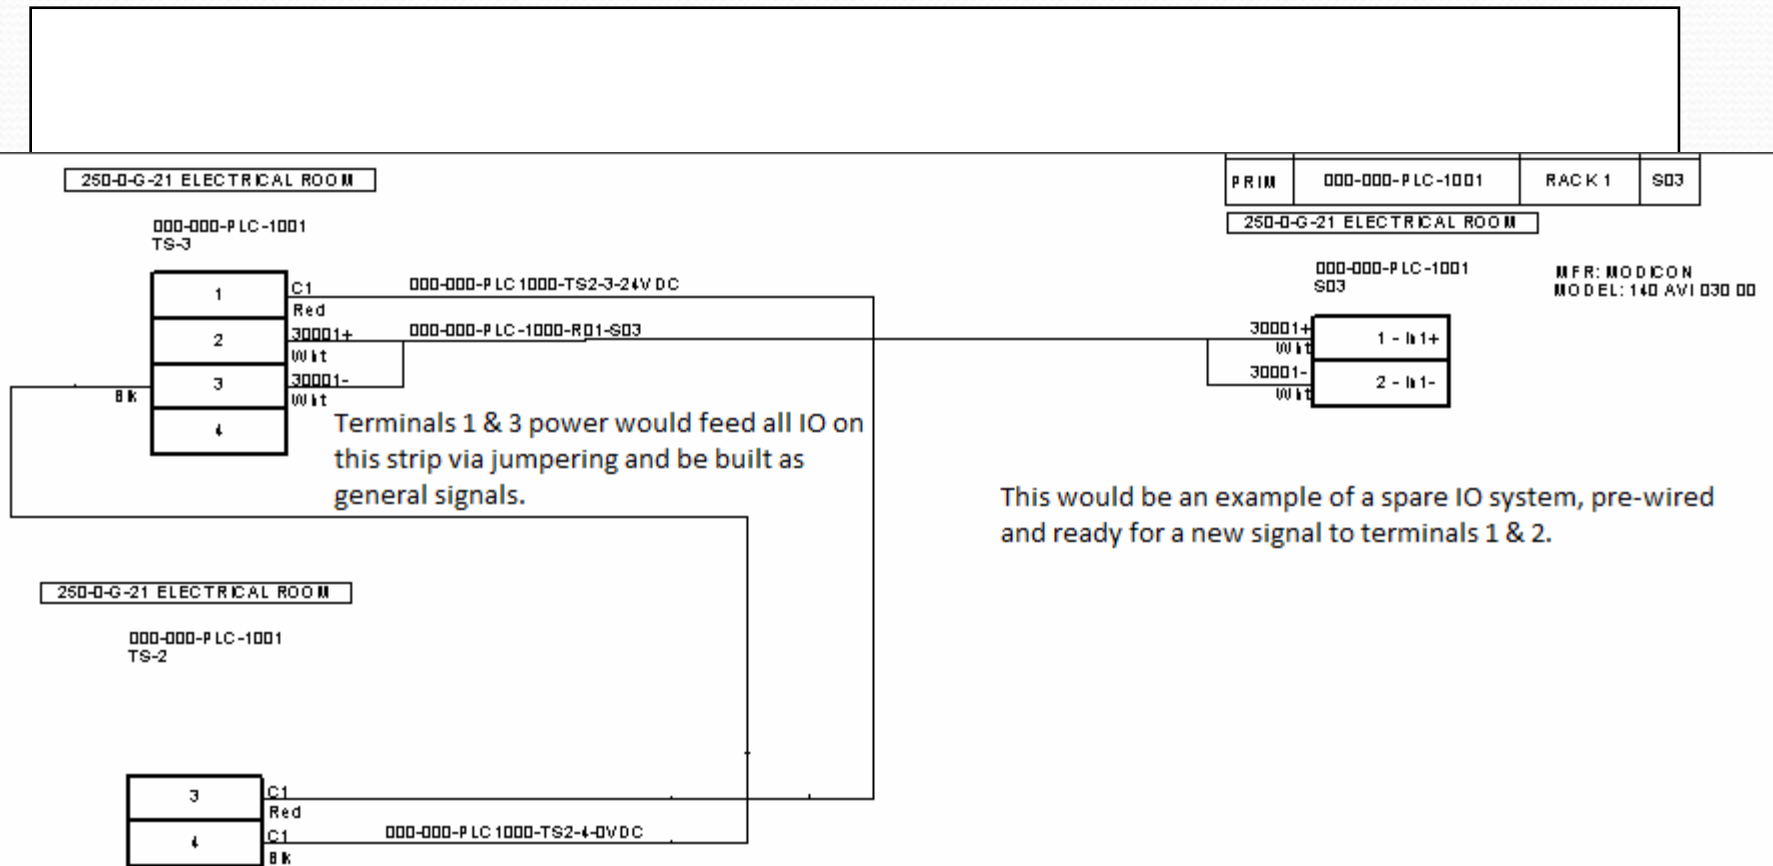 250-0-G-21 ELECTRICAL ROOM
000-000-PLC-1001
TS-3
1
C1
000-000-PLC1000-TS2-3-24VDC
Red
2
30001+
000-000-PLC-1000-R01-S03
Wht
3
30001-
Blk
Wht
4
Terminals 1 & 3 power would feed all IO on
this strip via jumpering and be built as
general signals.
PRIM 000-000-PLC-1001 RACK 1 S03
250-0-G-21 ELECTRICAL ROOM
000-000-PLC-1001
S03
MFR: MODICON
MODEL: 140 AVI 030 00
30001+
Wht
1 - In1+
30001-
Wht
2 - In1-
This would be an example of a spare IO system, pre-wired
and ready for a new signal to terminals 1 & 2.
250-0-G-21 ELECTRICAL ROOM
000-000-PLC-1001
TS-2
3
C1
Red
4
C1
000-000-PLC1000-TS2-4-0VDC
Blk